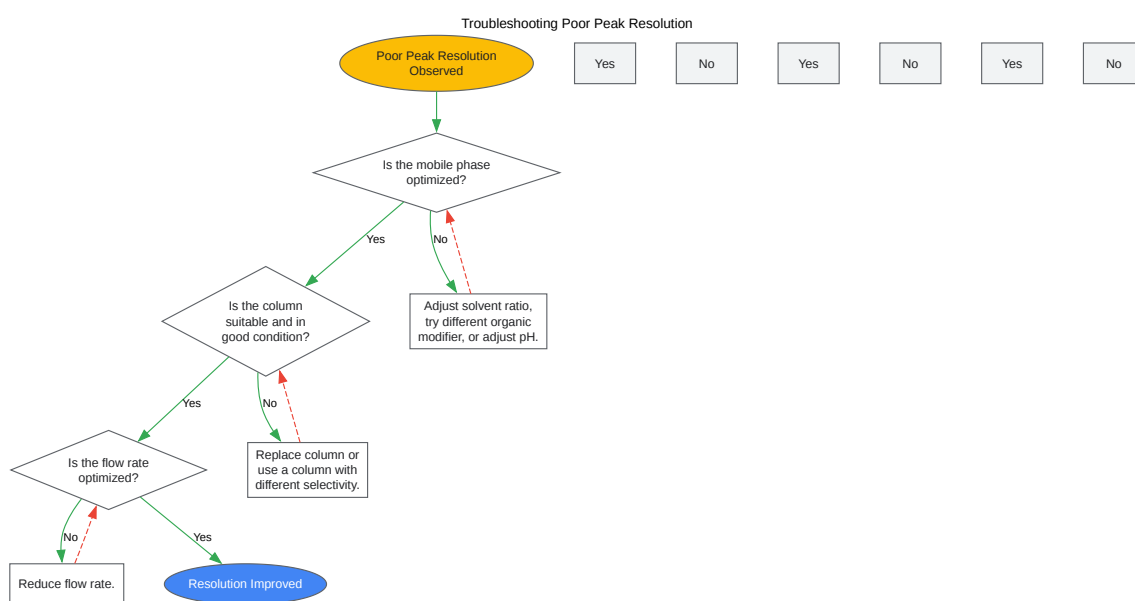 Troubleshooting Poor Peak Resolution
Poor Peak Resolution
Observed
Yes
No
Yes
No
Yes
No
Is the mobile phase
optimized?
Yes
No
Is the column
suitable and in
good condition?
Adjust solvent ratio,
try different organic
modifier, or adjust pH.
Yes
No
Is the flow rate
optimized?
Replace column or
use a column with
different selectivity.
No
Yes
Reduce flow rate.
Resolution Improved